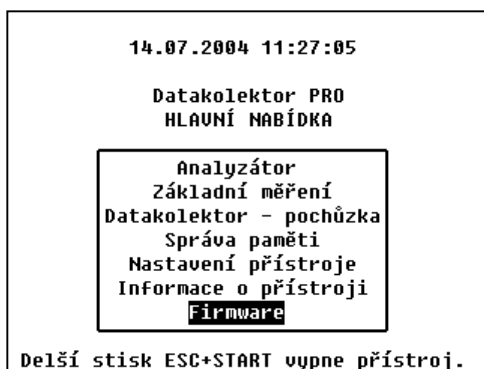 14.07.2004 11:27:05
Datakolektor PRO
HLAVNÍ NABÍDKA
Analyzátor
Základní měření
Datakolektor - pochůzka
Správa paměti
Nastavení přístroje
Informace o přístroji
Firmware
Delší stisk ESC+START vypne přístroj.